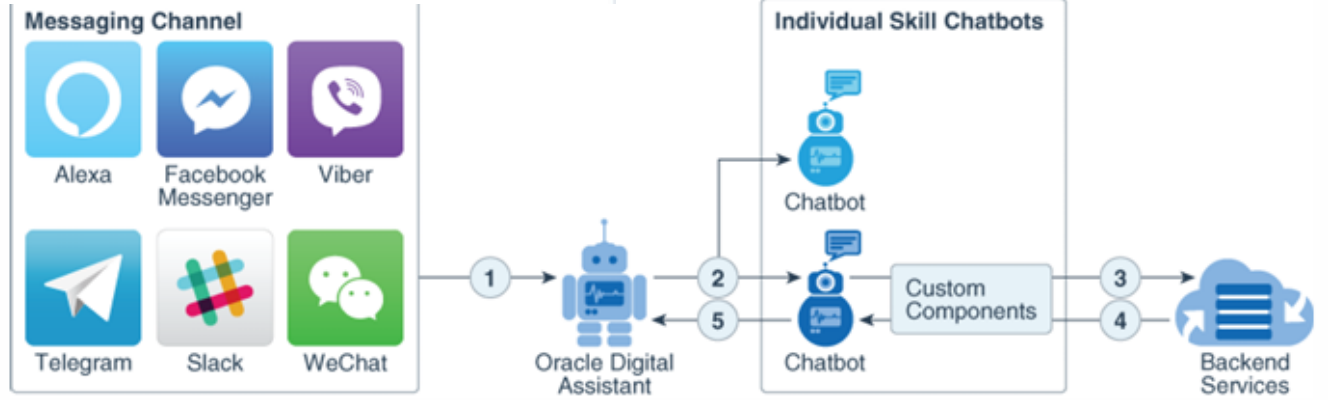 Messaging Channel
Alexa
Facebook
Messenger
Viber
Telegram
Slack
WeChat
1
Oracle Digital
Assistant
2
5
Individual Skill Chatbots
Chatbot
Chatbot
Custom
Components
3
4
Backend
Services